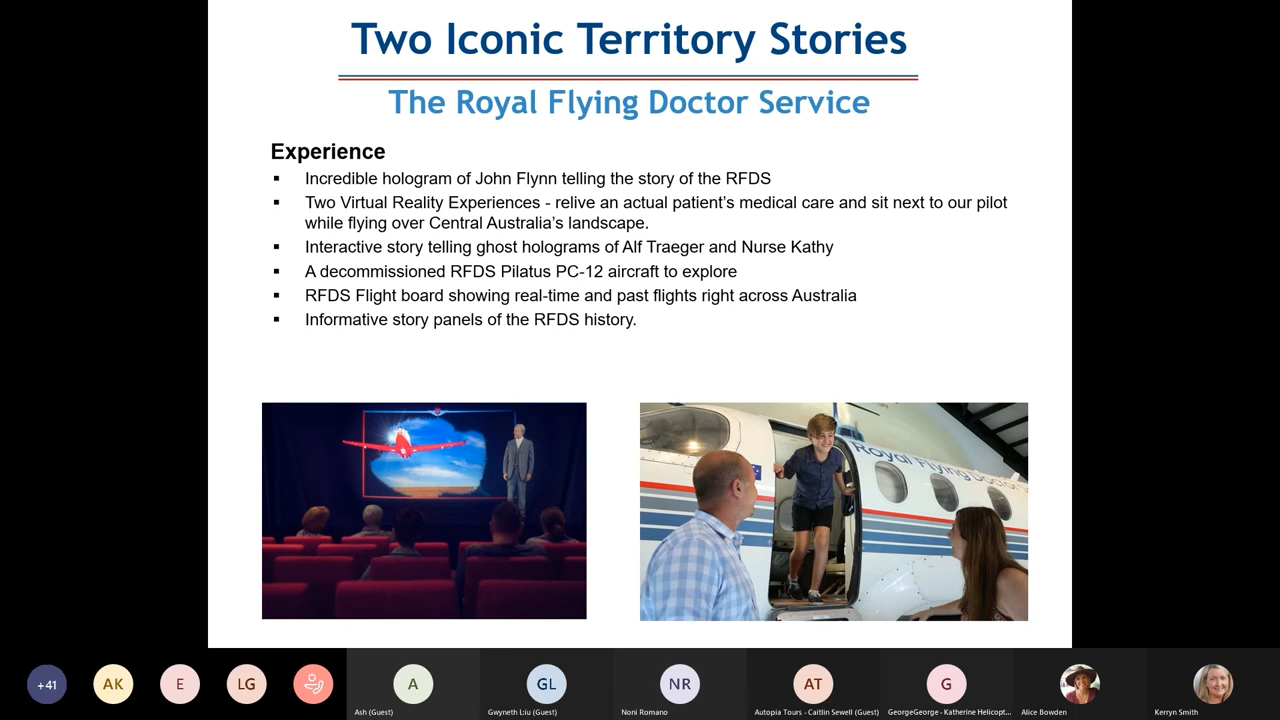 Two Iconic Territory Stories
The Royal Flying Doctor Service
Experience
▪ Incredible hologram of John Flynn telling the story of the RFDS
▪ Two Virtual Reality Experiences - relive an actual patient’s medical care and sit next to our pilot
while flying over Central Australia’s landscape.
▪ Interactive story telling ghost holograms of Alf Traeger and Nurse Kathy
▪ A decommissioned RFDS Pilatus PC-12 aircraft to explore
▪ RFDS Flight board showing real-time and past flights right across Australia
▪ Informative story panels of the RFDS history.
Royal Flying Doctor
+41
AK
E
LG
A
GL
NR
AT
G
Ash (Guest)
Gwyneth L:iu (Guest)
Noni Romano
Autopia Tours - Caitlin Sewell (Guest)
GeorgeGeorge - Katherine Helicopt...
Alice Bowden
Kerryn Smith